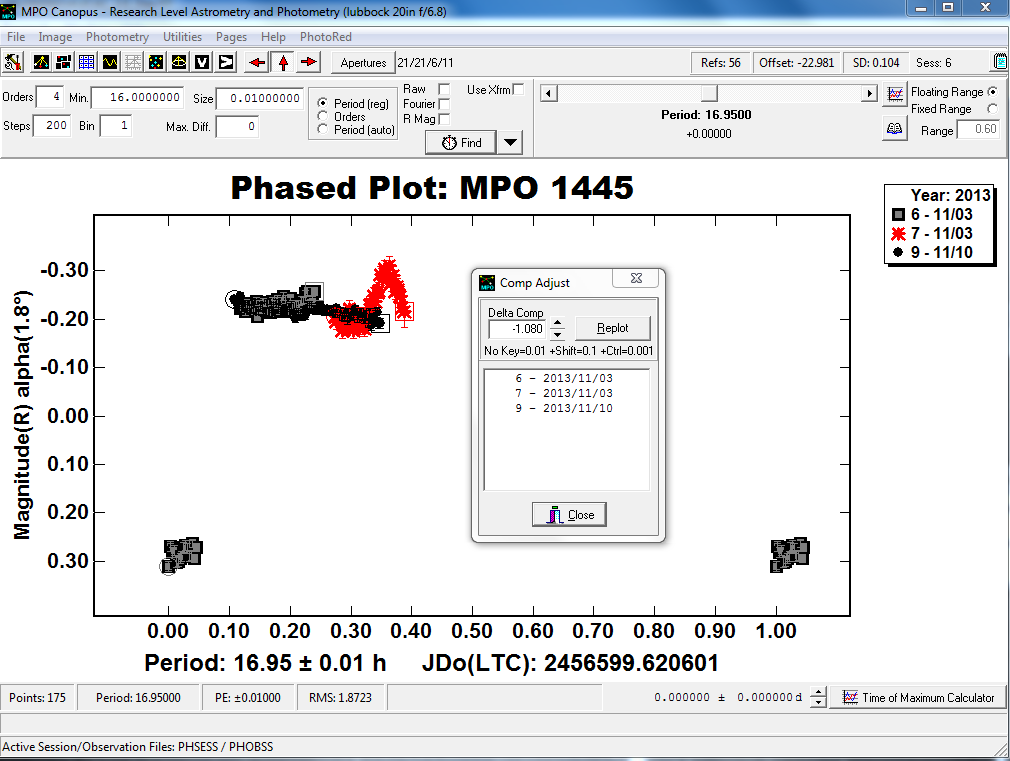 MPO Canopus - Research Level Astrometry and Photometry (lubbock 20in f/6.8)
File Image Photometry Utilities Pages Help PhotoRed
Apertures 21/21/6/11 Refs: 56 Offset: -22.981 SD: 0.104 Sess: 6
Orders 4 Min. 16.0000000 Size 0.01000000
Steps 200 Bin 1 Max. Diff. 0
Period (reg)
Orders
Period (auto)
Raw
Fourier
R Mag
Use Xfrm
Find
Period: 16.9500
+0.00000
Floating Range
Fixed Range
Range 0.60
Phased Plot: MPO 1445
Year: 2013
6 - 11/03
7 - 11/03
9 - 11/10
Magnitude(R) alpha(1.8°)
-0.30
-0.20
-0.10
0.00
0.10
0.20
0.30
MPO
Comp Adjust
Delta Comp
-1.080
Replot
No Key=0.01 +Shift=0.1 +Ctrl=0.001
6 - 2013/11/03
7 - 2013/11/03
9 - 2013/11/10
Close
0.00 0.10 0.20 0.30 0.40 0.50 0.60 0.70 0.80 0.90 1.00
Period: 16.95 ± 0.01 h JDo(LTC): 2456599.620601
Points: 175 Period: 16.95000 PE: ±0.01000 RMS: 1.8723 0.000000 ± 0.000000d Time of Maximum Calculator
Active Session/Observation Files: PHSESS / PHOBSS